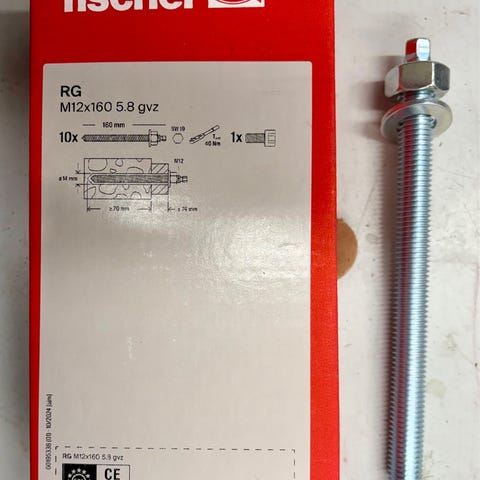 fischer
RG
M12x160 5.8 gvz
160 mm
10x
SW 19
40 Nm
1x
M12
ø 14 mm
≥70 mm
≤ 74 mm
RG M12x160 5.8 gvz
CE